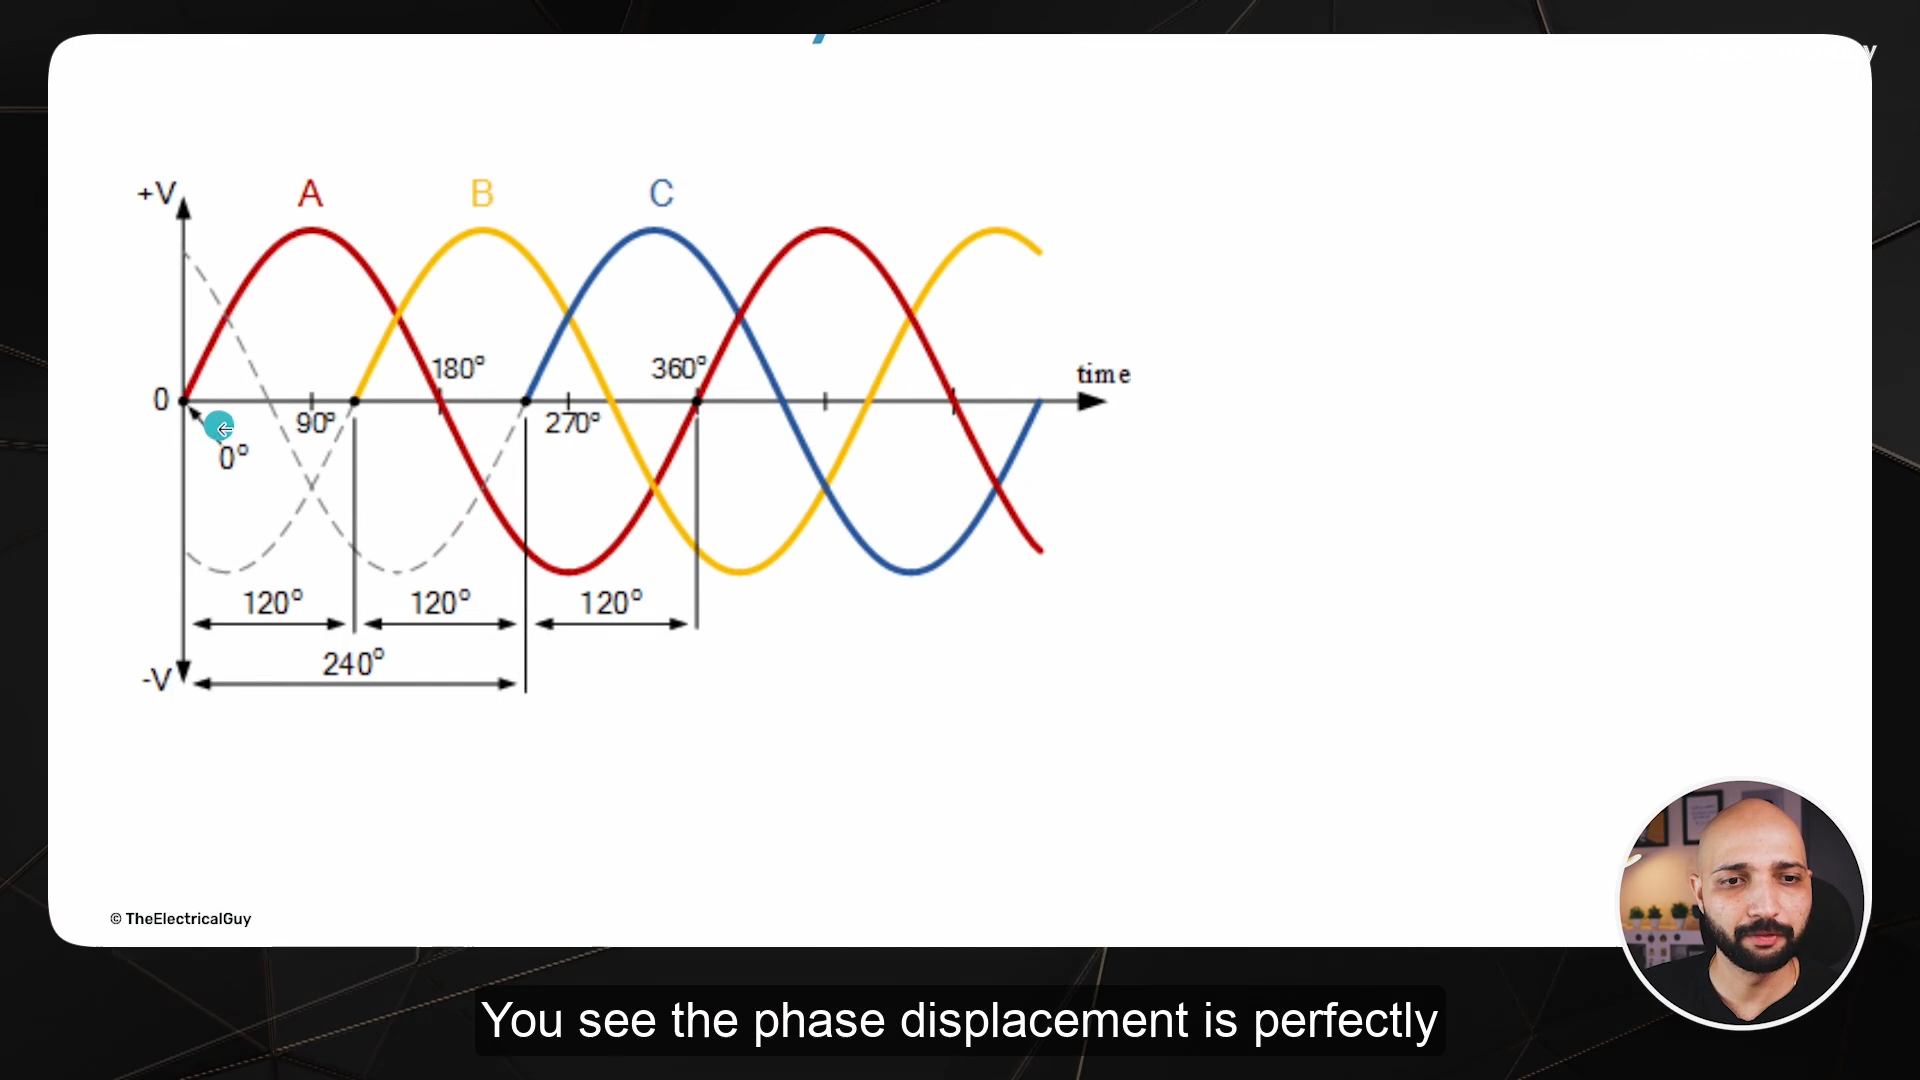 y
+V
A B C
180° 360°
time
0
90° 270°
0°
120° 120° 120°
240°
-V
© TheElectricalGuy
You see the phase displacement is perfectly